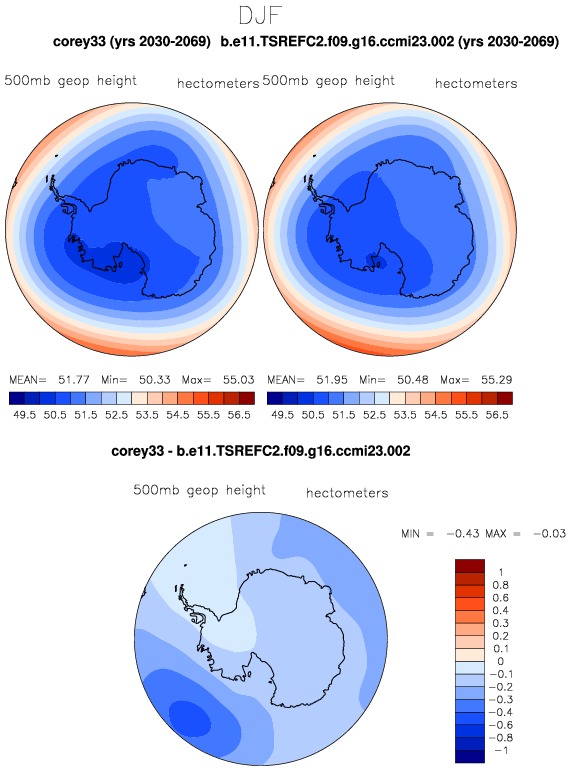 DJF
corey33 (yrs 2030-2069) b.e11.TSREFC2.f09.g16.ccmi23.002 (yrs 2030-2069)
500mb geop height hectometers 500mb geop height hectometers
MEAN= 51.77 Min= 50.33 Max= 55.03 MEAN= 51.95 Min= 50.48 Max= 55.29
49.5 50.5 51.5 52.5 53.5 54.5 55.5 56.5 49.5 50.5 51.5 52.5 53.5 54.5 55.5 56.5
corey33 - b.e11.TSREFC2.f09.g16.ccmi23.002
500mb geop height hectometers
MIN = -0.43 MAX = -0.03
1
0.8
0.6
0.4
0.3
0.2
0.1
0
-0.1
-0.2
-0.3
-0.4
-0.6
-0.8
-1